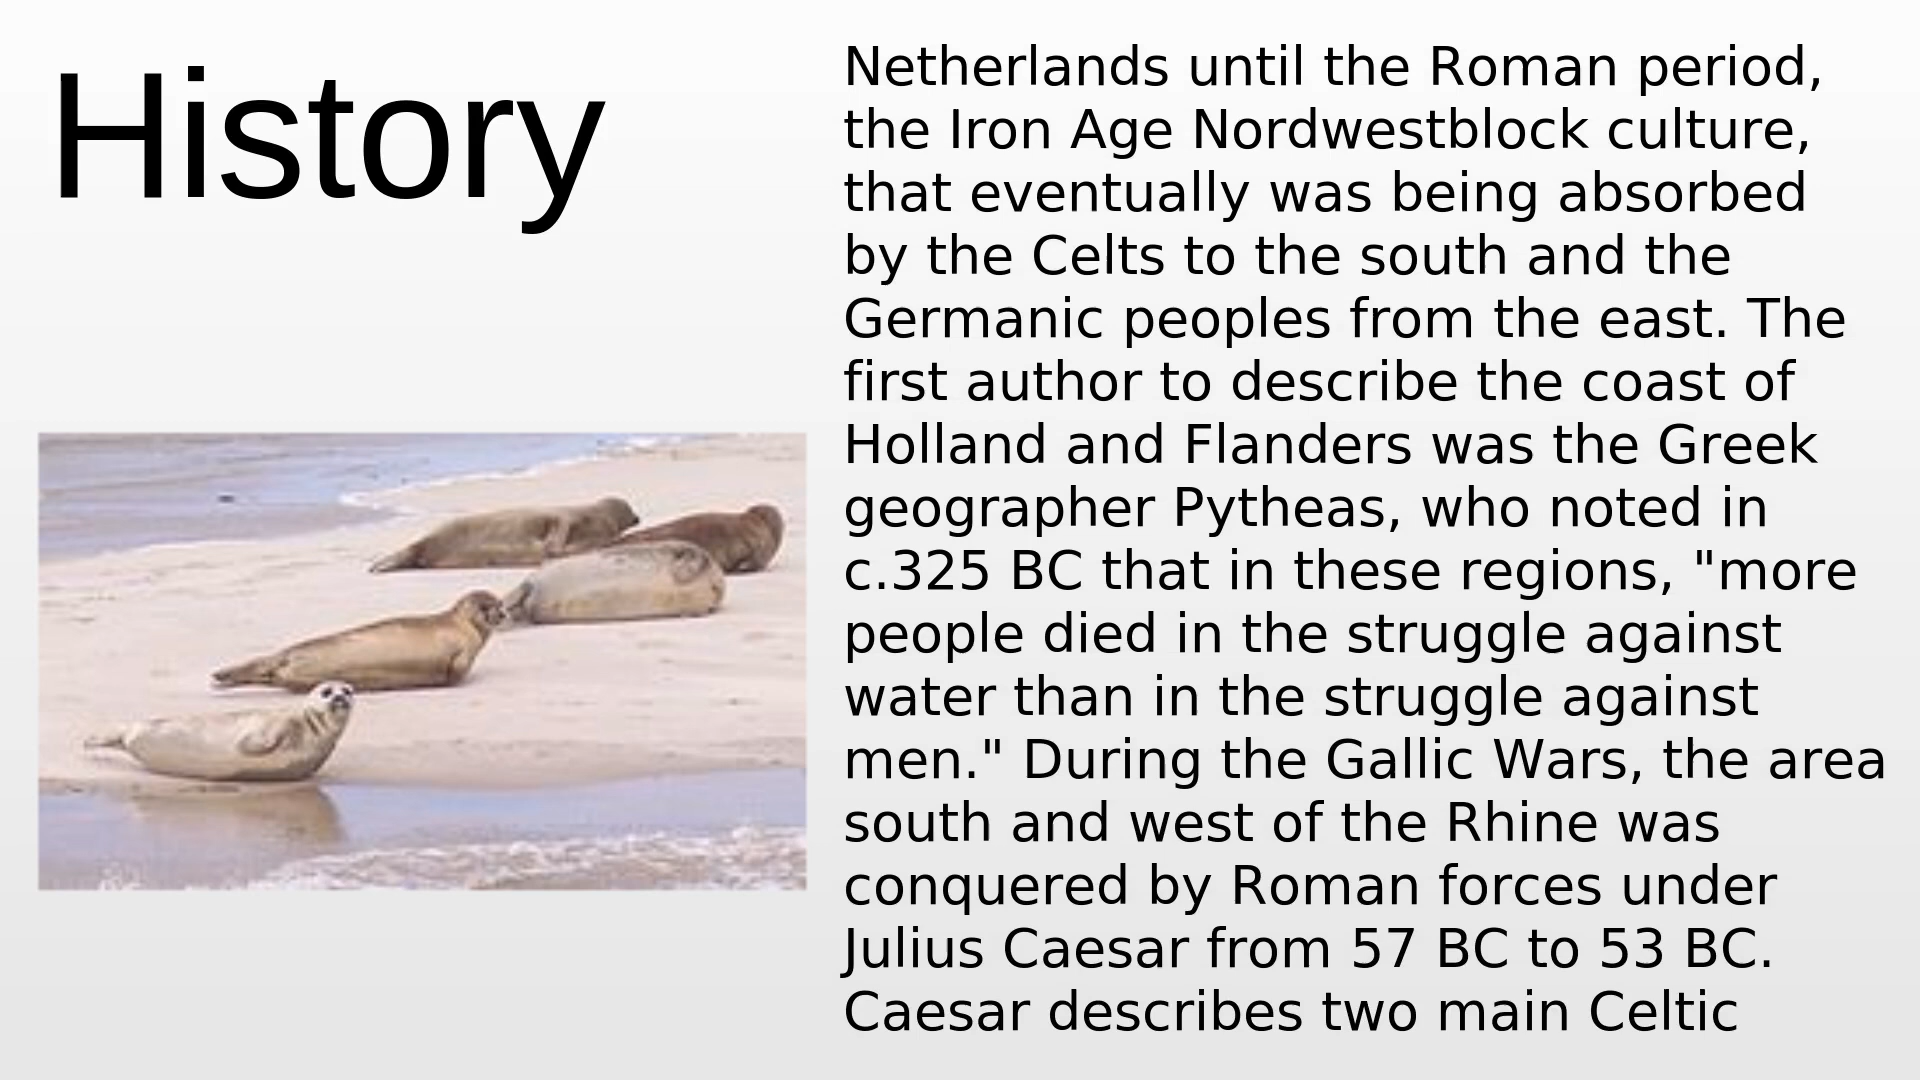 History
Netherlands until the Roman period,
the Iron Age Nordwestblock culture,
that eventually was being absorbed
by the Celts to the south and the
Germanic peoples from the east. The
first author to describe the coast of
Holland and Flanders was the Greek
geographer Pytheas, who noted in
c.325 BC that in these regions, "more
people died in the struggle against
water than in the struggle against
men." During the Gallic Wars, the area
south and west of the Rhine was
conquered by Roman forces under
Julius Caesar from 57 BC to 53 BC.
Caesar describes two main Celtic